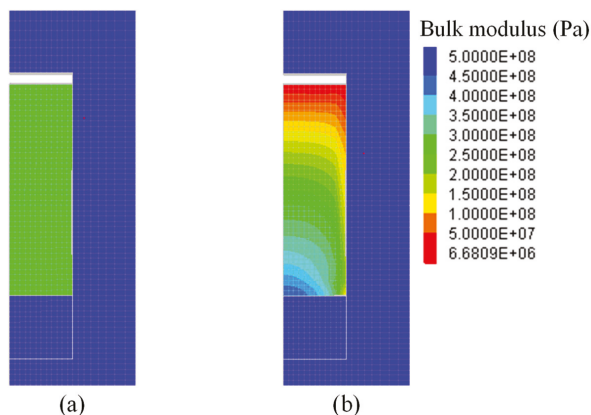 Bulk modulus (Pa)
5.0000E+08
4.5000E+08
4.0000E+08
3.5000E+08
3.0000E+08
2.5000E+08
2.0000E+08
1.5000E+08
1.0000E+08
5.0000E+07
6.6809E+06
(a)
(b)